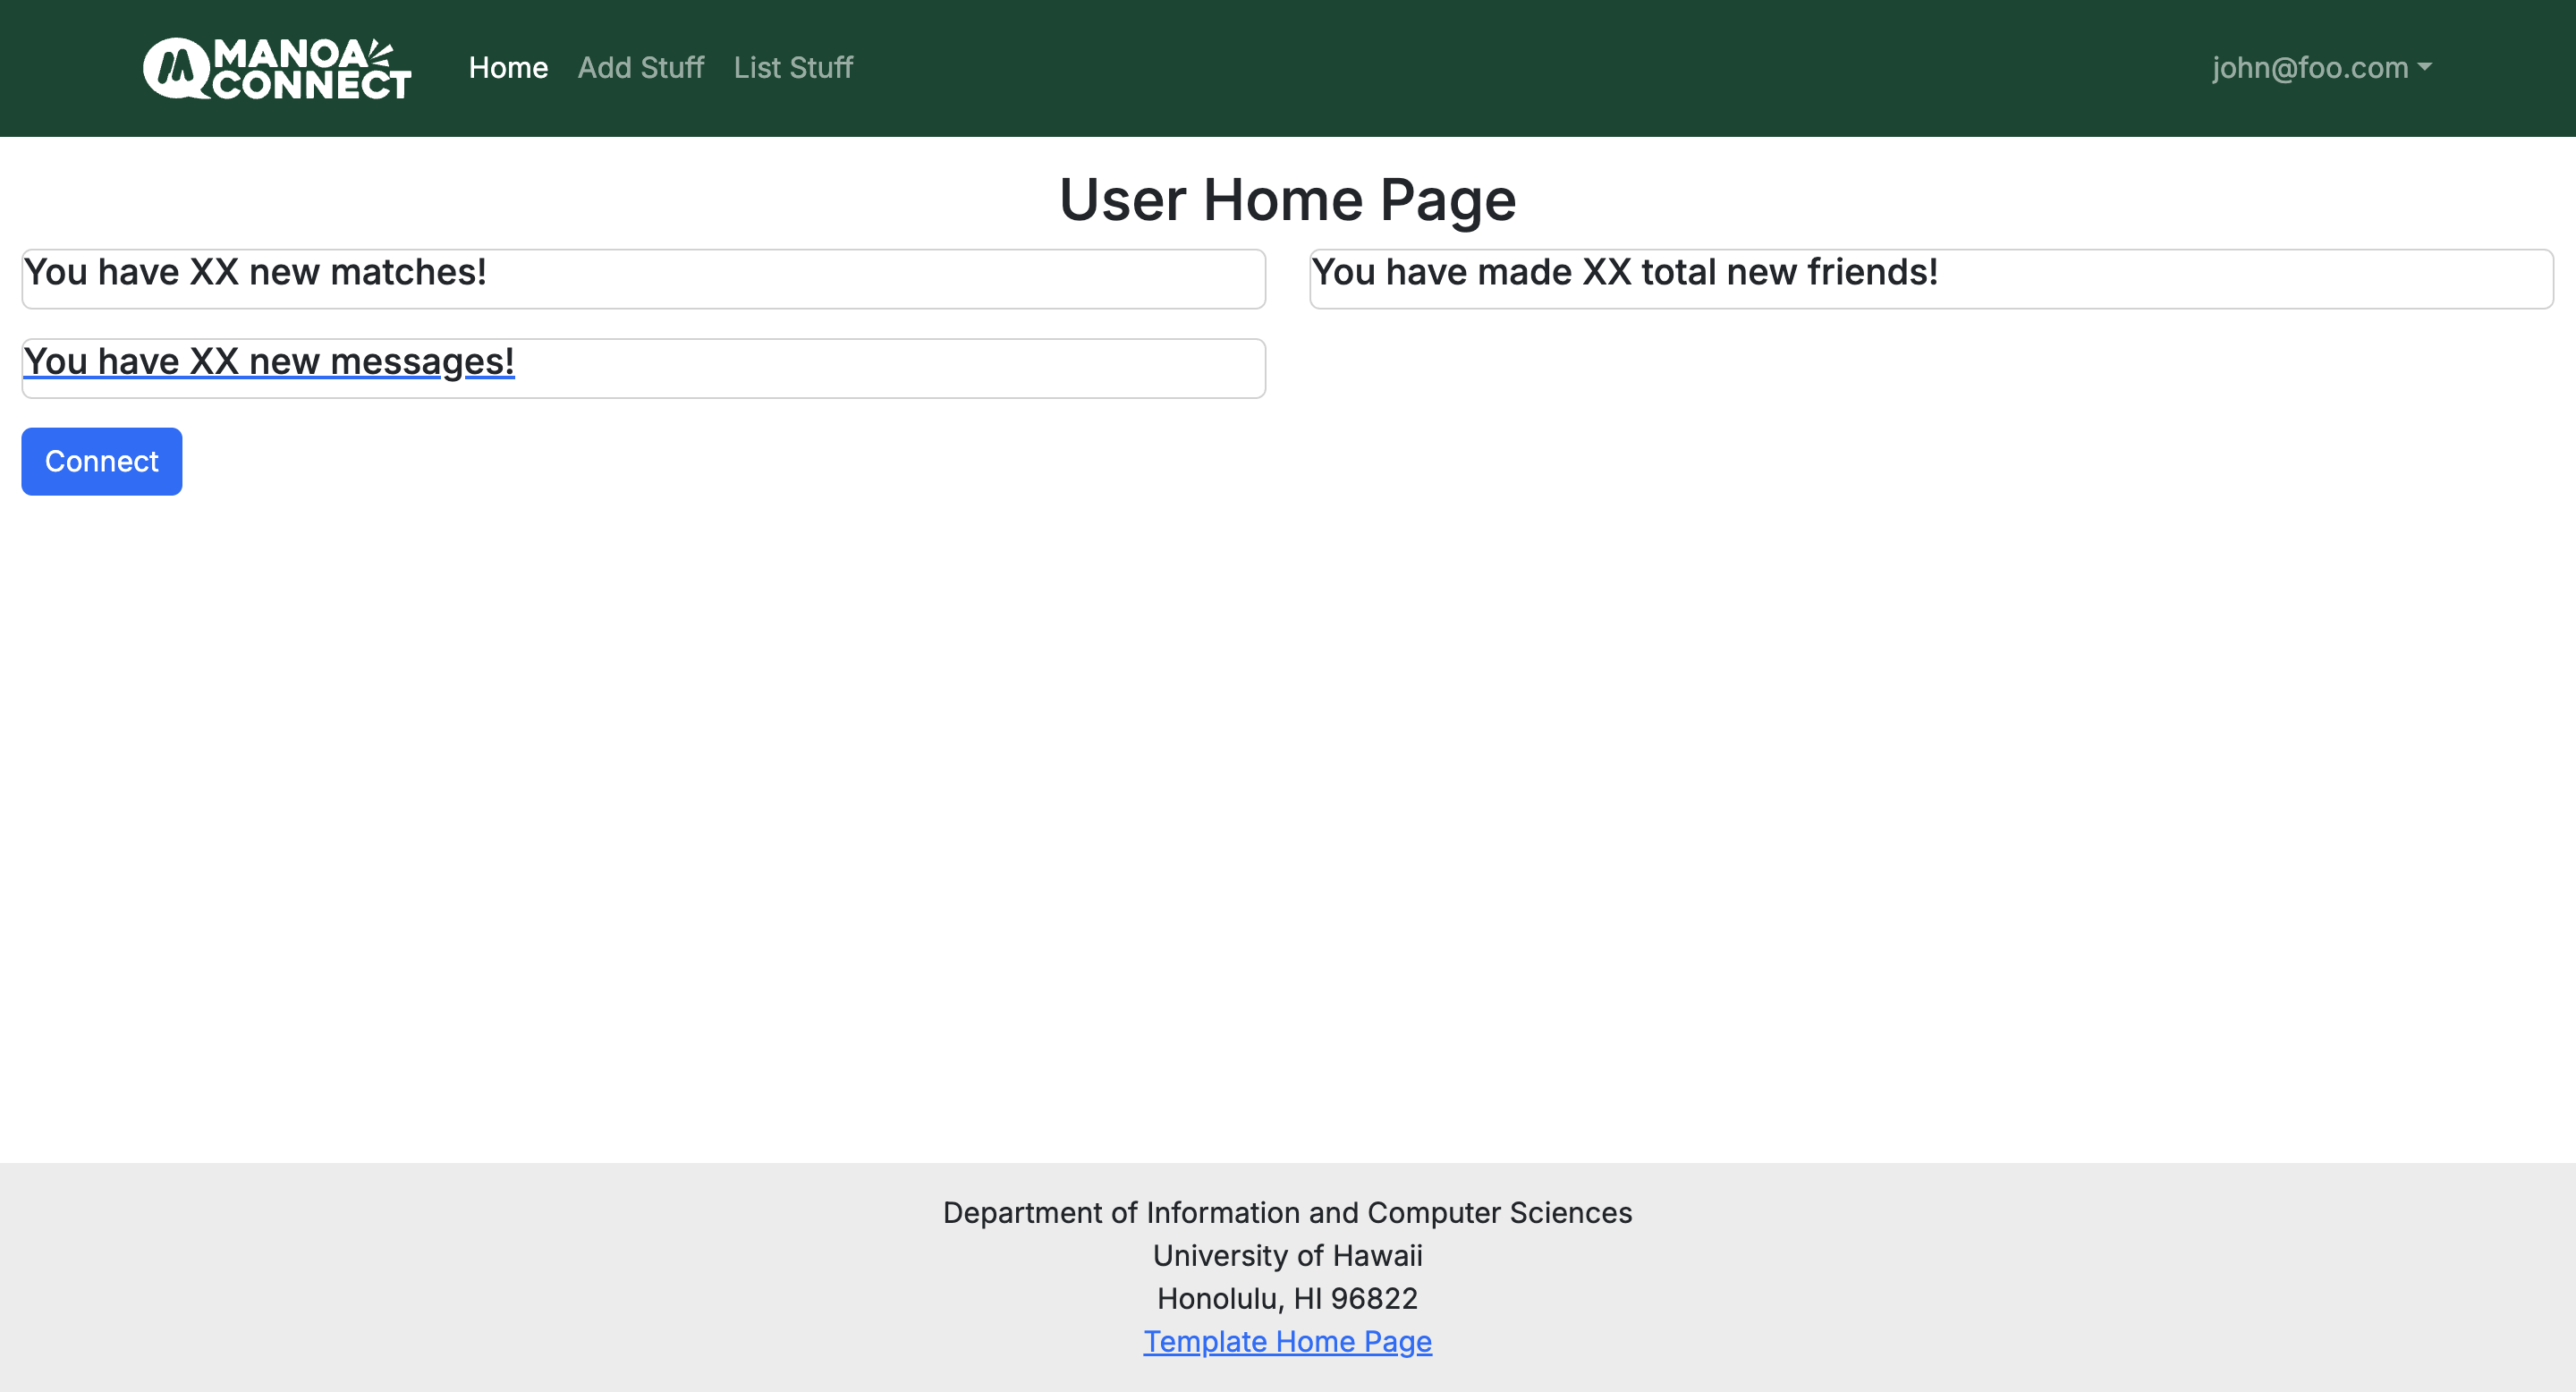 MANOA
CONNECT
Home Add Stuff List Stuff
john@foo.com
User Home Page
You have XX new matches!
You have made XX total new friends!
You have XX new messages!
Connect
Department of Information and Computer Sciences
University of Hawaii
Honolulu, HI 96822
Template Home Page